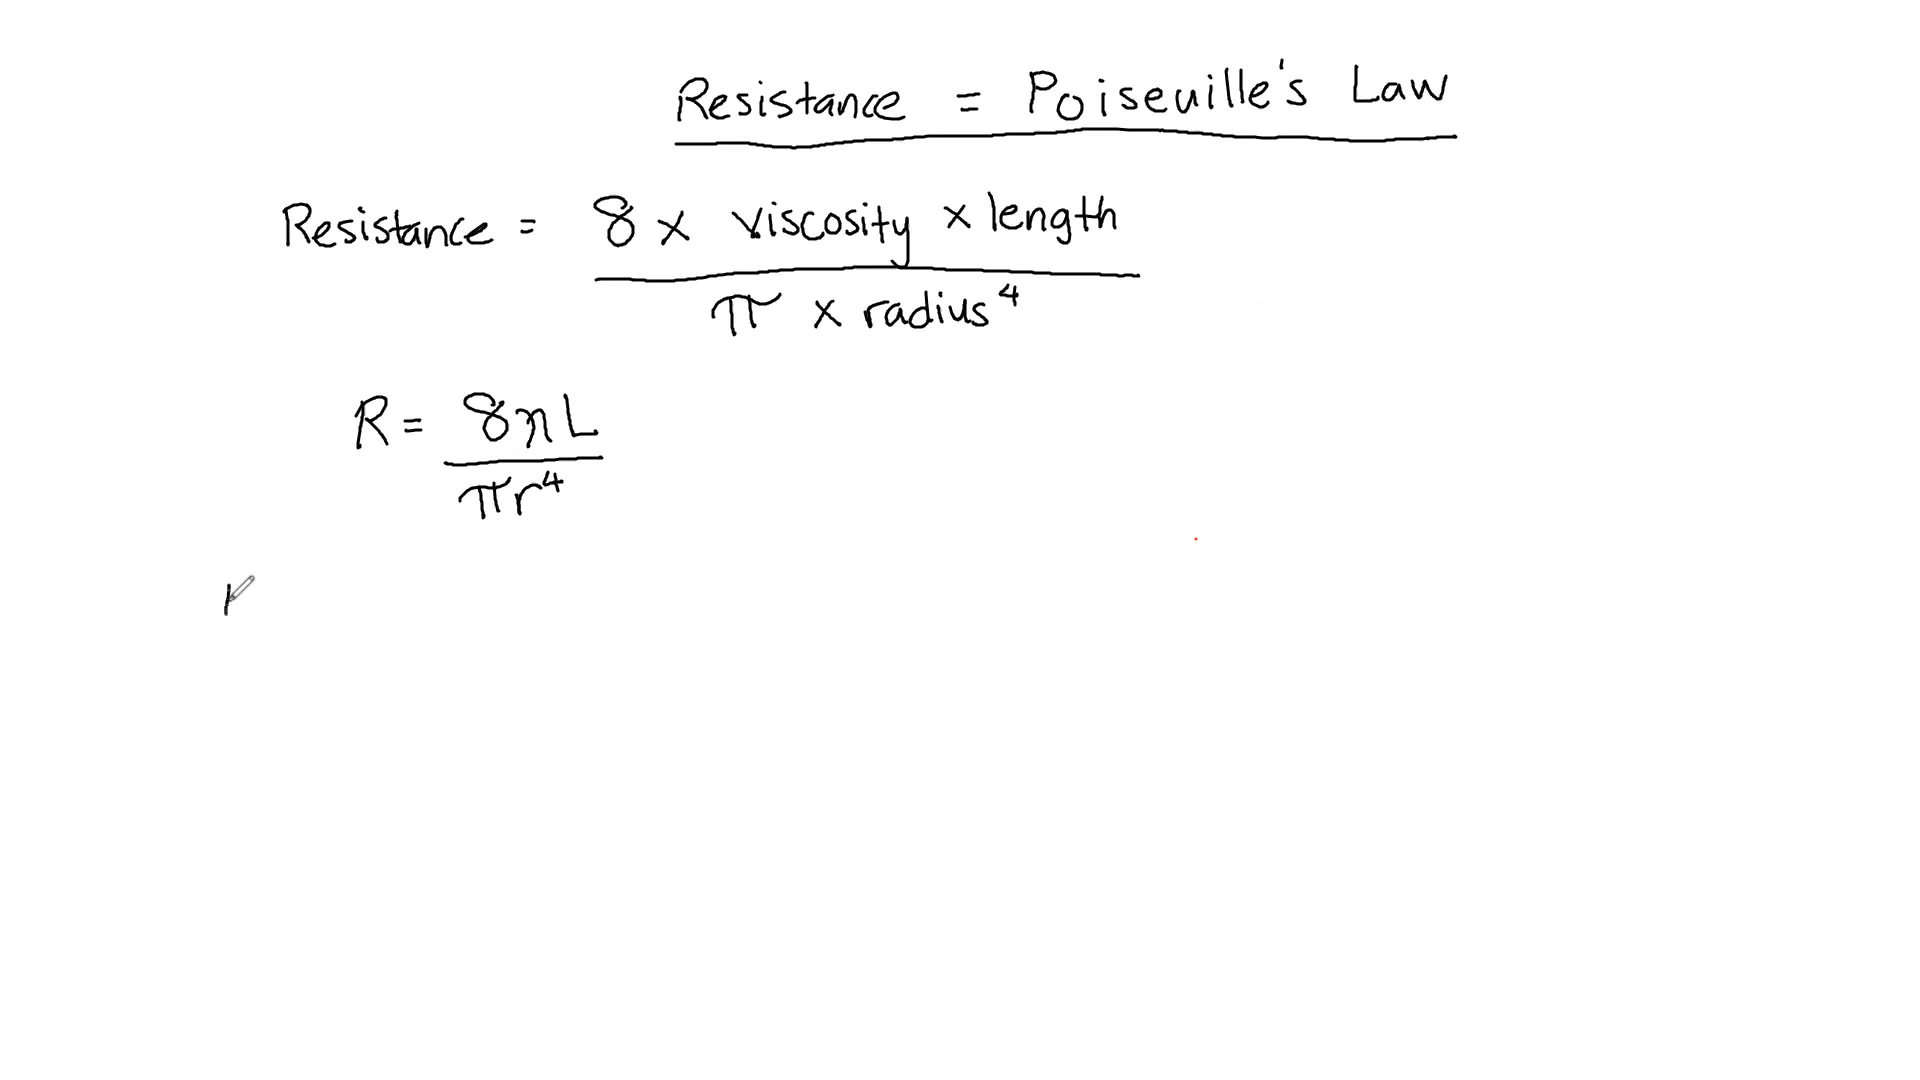 Resistance = Poiseuille's Law
Resistance = 8 x viscosity x length
π x radius⁴
R = 8ηL
πr⁴